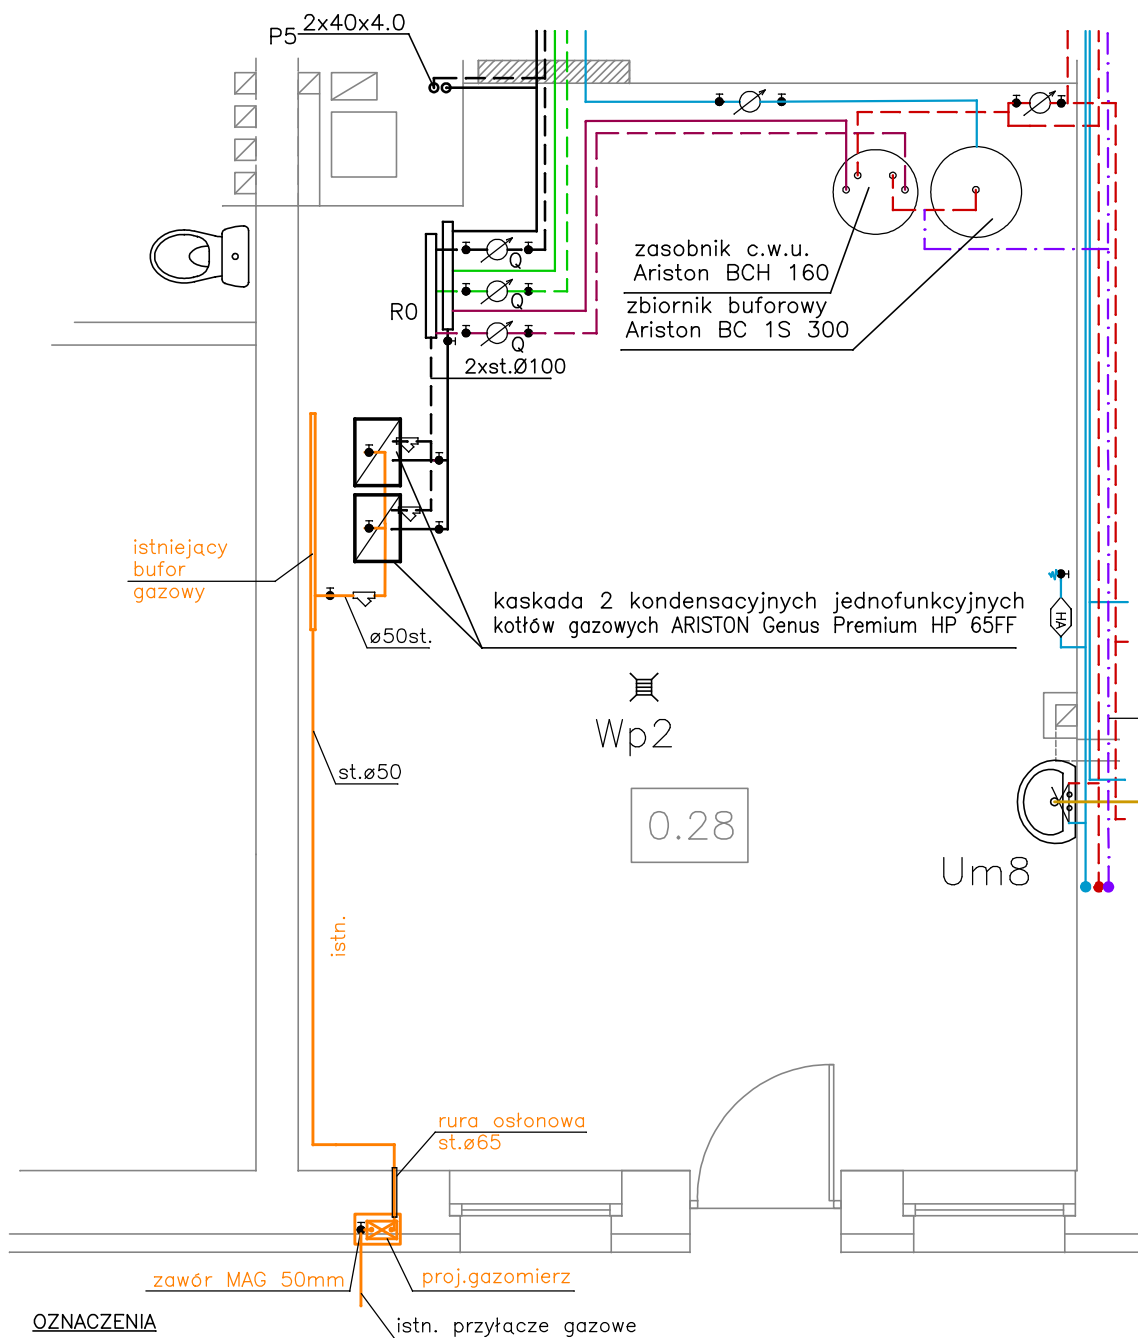 P5
2x40x4.0
zasobnik c.w.u.
Ariston BCH 160
zbiornik buforowy
Ariston BC 1S 300
Q
Q
R0
Q
2xst.Ø100
istniejący
bufor
gazowy
ø50st.
kaskada 2 kondensacyjnych jednofunkcyjnych
kotłów gazowych ARISTON Genus Premium HP 65FF
HA
Wp2
st.ø50
0.28
Um8
istn.
rura osłonowa
st.ø65
zawór MAG 50mm
proj.gazomierz
OZNACZENIA
istn. przyłącze gazowe